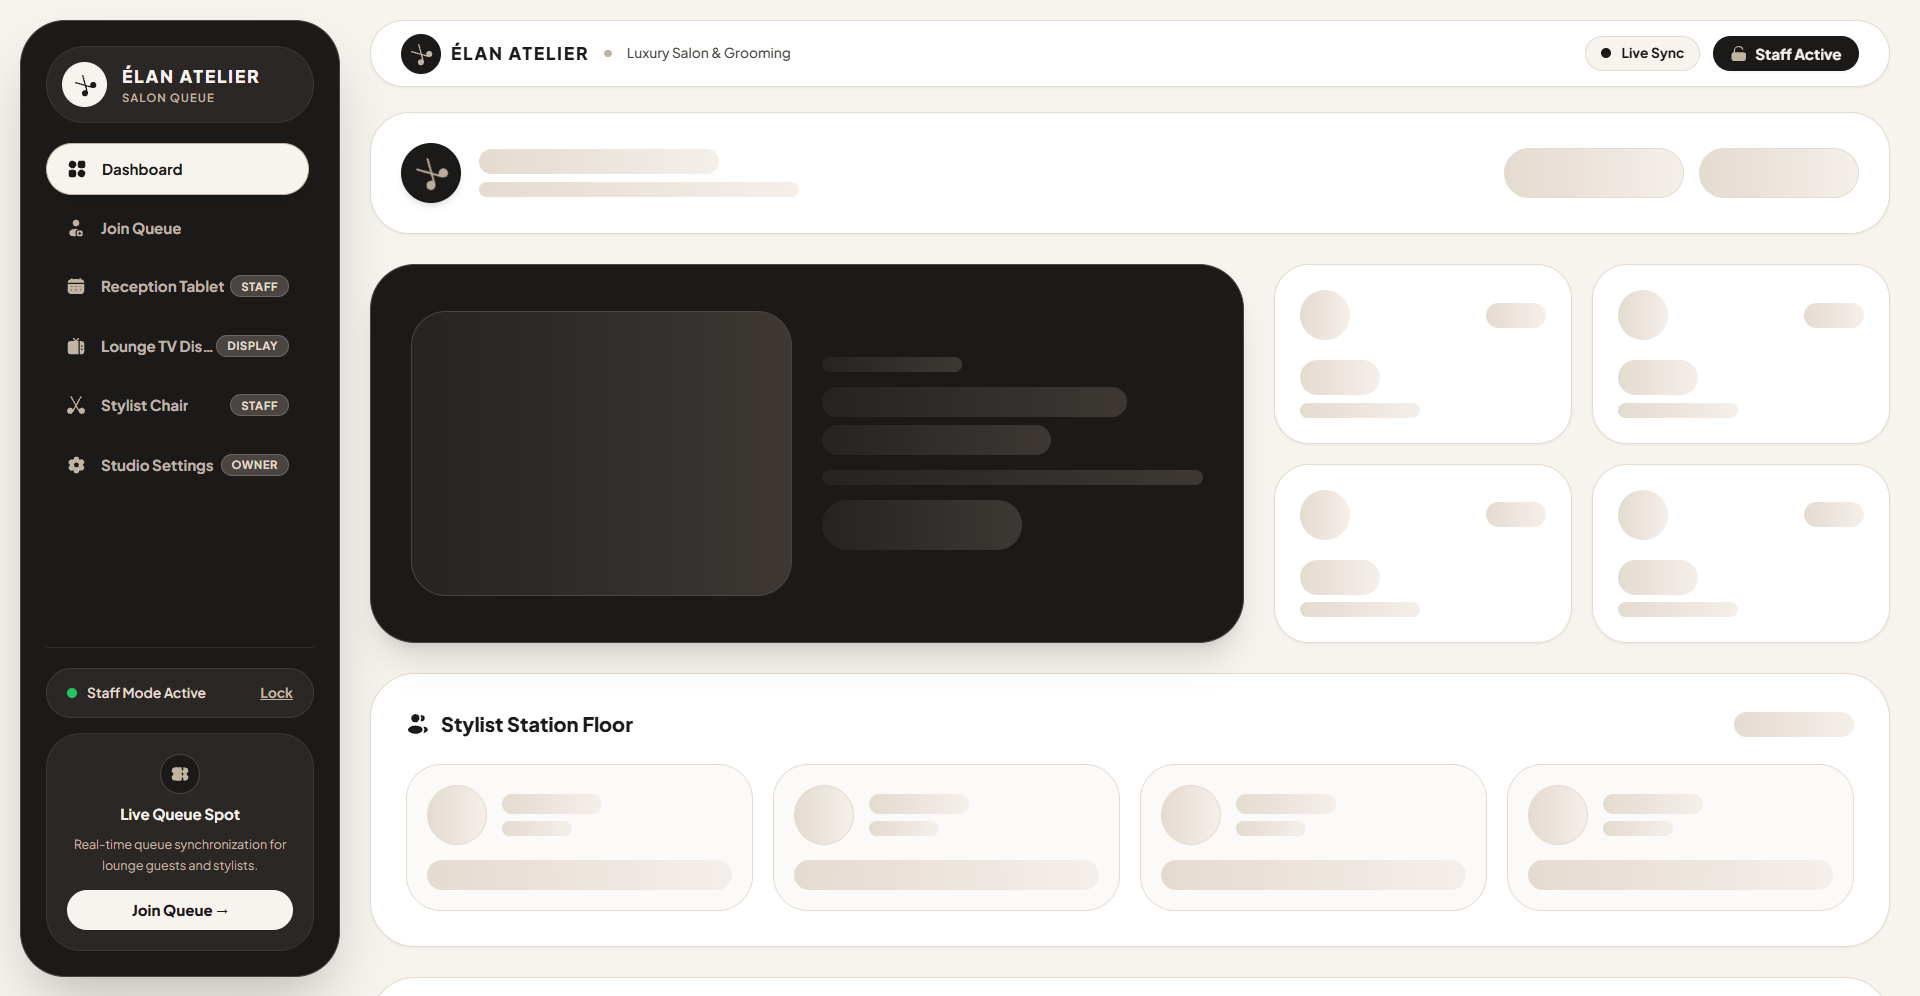 ÉLAN ATELIER
SALON QUEUE
Dashboard
Join Queue
Reception Tablet STAFF
Lounge TV Dis... DISPLAY
Stylist Chair STAFF
Studio Settings OWNER
Staff Mode Active Lock
Live Queue Spot
Real-time queue synchronization for
lounge guests and stylists.
Join Queue →
ÉLAN ATELIER Luxury Salon & Grooming Live Sync Staff Active
Stylist Station Floor